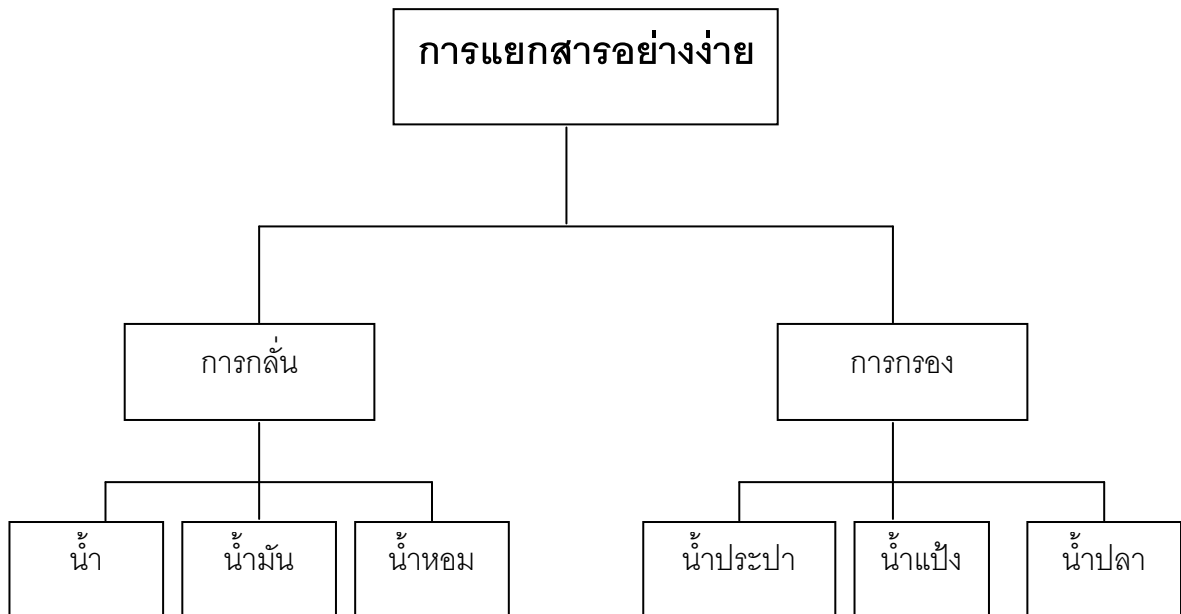 การแยกสารอย่างง่าย
การกลั่น
การกรอง
น้ำ
น้ำมัน
น้ำหอม
น้ำประปา
น้ำแป้ง
น้ำปลา